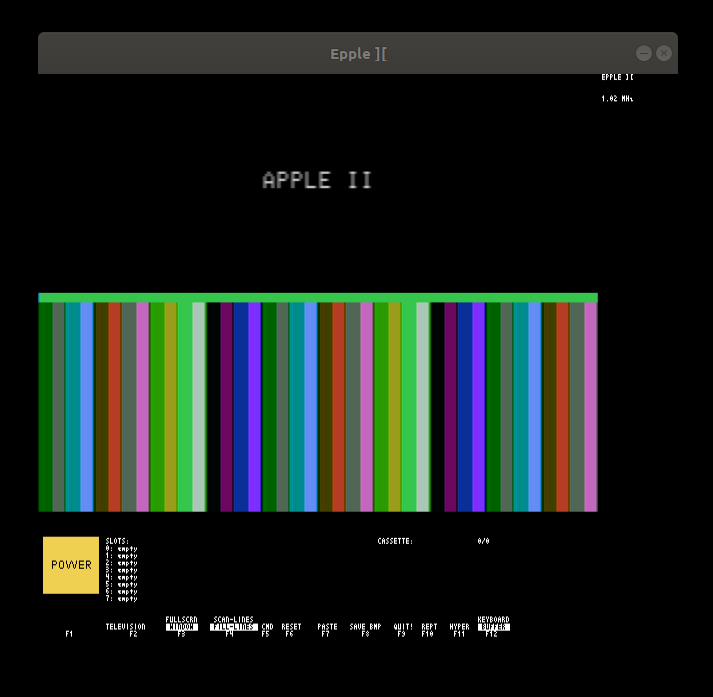 Epple ][
EPPLE ][
1.02 MHz
APPLE II
POWER
SLOTS:
0: empty
1: empty
2: empty
3: empty
4: empty
5: empty
6: empty
7: empty
CASSETTE: 0/0
FULLSCRN SCAN-LINES KEYBOARD
TELEVISION WINDOW FILL-LINES CMD RESET PASTE SAVE BMP QUIT! REPT HYPER BUFFER
F1 F2 F3 F4 F5 F6 F7 F8 F9 F10 F11 F12